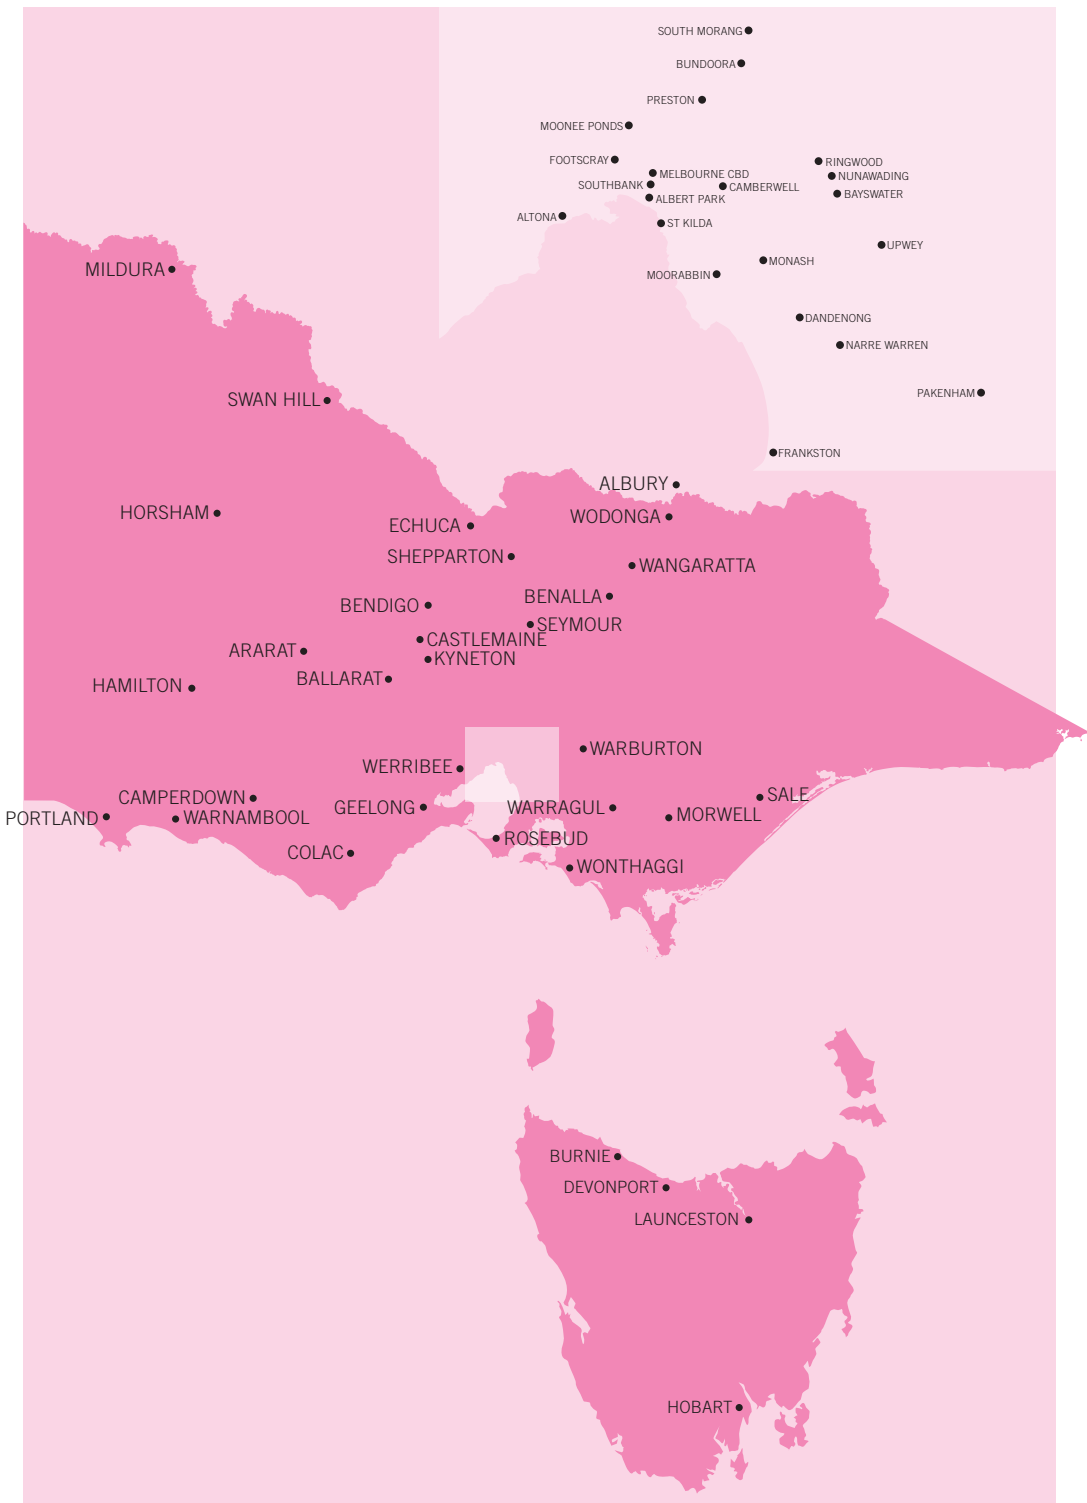 SOUTH MORANG
BUNDOORA
PRESTON
MOONEE PONDS
FOOTSCRAY
RINGWOOD
MELBOURNE CBD
NUNAWADING
SOUTHBANK
CAMBERWELL
BAYSWATER
ALBERT PARK
ALTONA
ST KILDA
UPWEY
MONASH
MOORABBIN
DANDENONG
NARRE WARREN
PAKENHAM
FRANKSTON
MILDURA
SWAN HILL
ALBURY
HORSHAM
WODONGA
ECHUCA
SHEPPARTON
WANGARATTA
BENALLA
BENDIGO
SEYMOUR
CASTLEMAINE
ARARAT
KYNETON
BALLARAT
HAMILTON
WARBURTON
WERRIBEE
SALE
CAMPERDOWN
GEELONG
WARRAGUL
MORWELL
PORTLAND
WARNAMBOOL
ROSEBUD
COLAC
WONTHAGGI
BURNIE
DEVONPORT
LAUNCESTON
HOBART